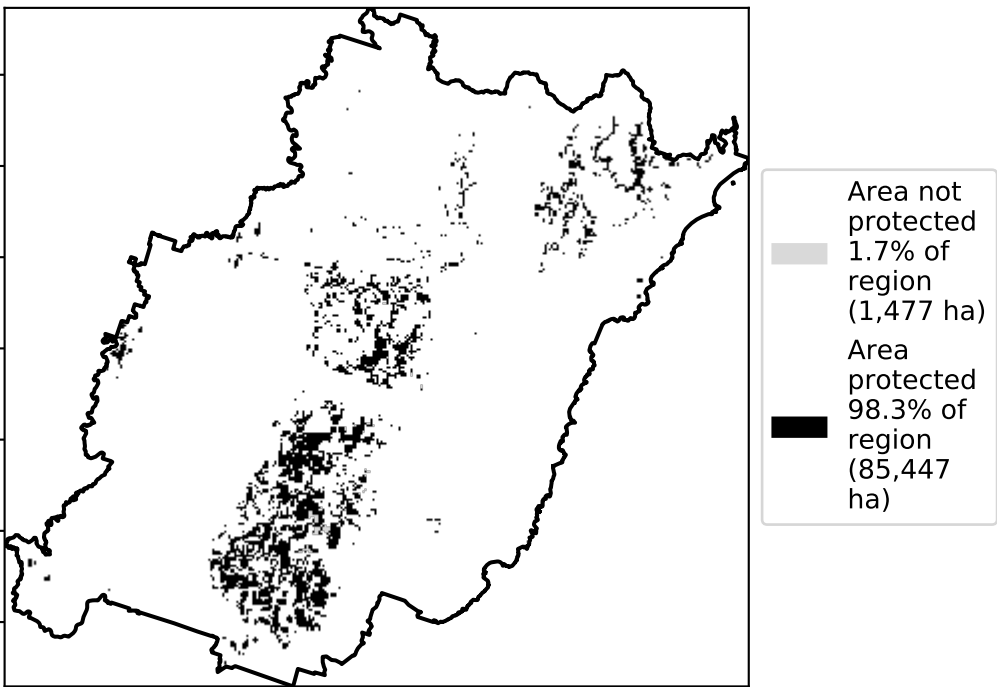 Area not
protected
1.7% of
region
(1,477 ha)
Area
protected
98.3% of
region
(85,447
ha)